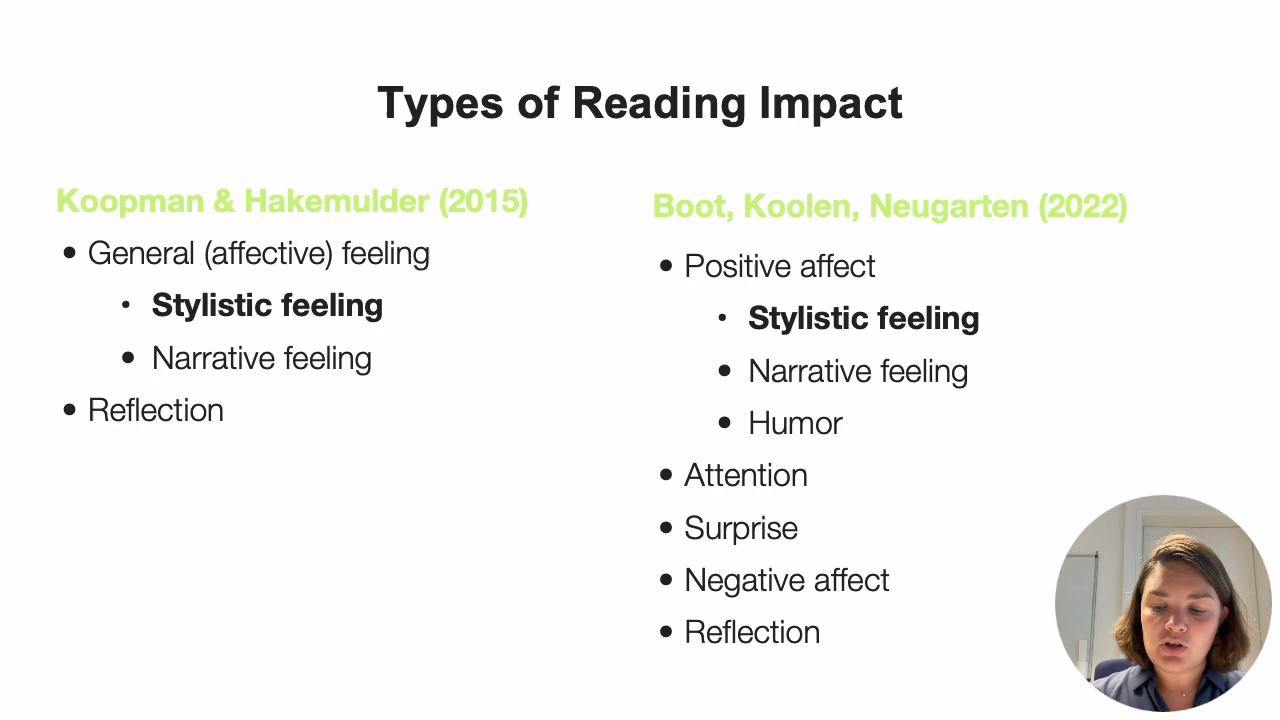 Types of Reading Impact
Koopman & Hakemulder (2015)
• General (affective) feeling
• Stylistic feeling
• Narrative feeling
• Reflection
Boot, Koolen, Neugarten (2022)
• Positive affect
• Stylistic feeling
• Narrative feeling
• Humor
• Attention
• Surprise
• Negative affect
• Reflection